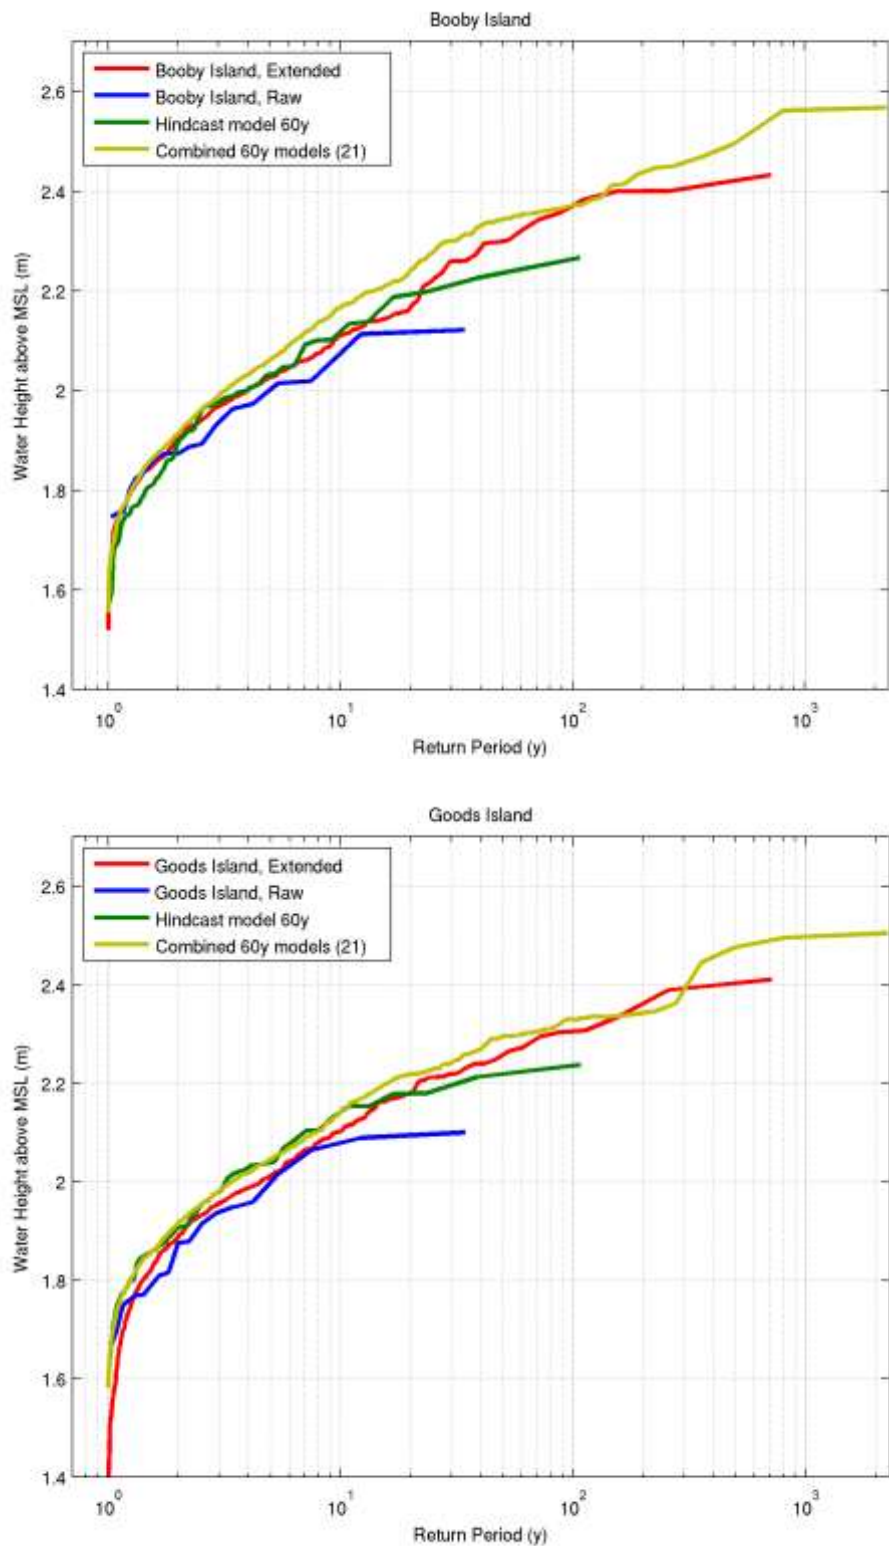 Booby Island
Booby Island, Extended
Booby Island, Raw
Hindcast model 60y
Combined 60y models (21)
Water Height above MSL (m)
2.6
2.4
2.2
2
1.8
1.6
1.4
10^0
10^1
10^2
10^3
Return Period (y)
Goods Island
Goods Island, Extended
Goods Island, Raw
Hindcast model 60y
Combined 60y models (21)
Water Height above MSL (m)
2.6
2.4
2.2
2
1.8
1.6
1.4
10^0
10^1
10^2
10^3
Return Period (y)